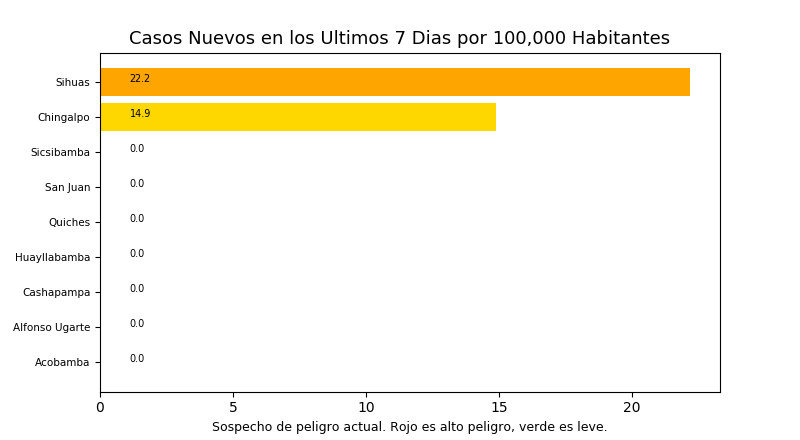 Casos Nuevos en los Ultimos 7 Dias por 100,000 Habitantes
Sihuas 22.2
Chingalpo 14.9
Sicsibamba 0.0
San Juan 0.0
Quiches 0.0
Huayllabamba 0.0
Cashapampa 0.0
Alfonso Ugarte 0.0
Acobamba 0.0
0 5 10 15 20
Sospecho de peligro actual. Rojo es alto peligro, verde es leve.